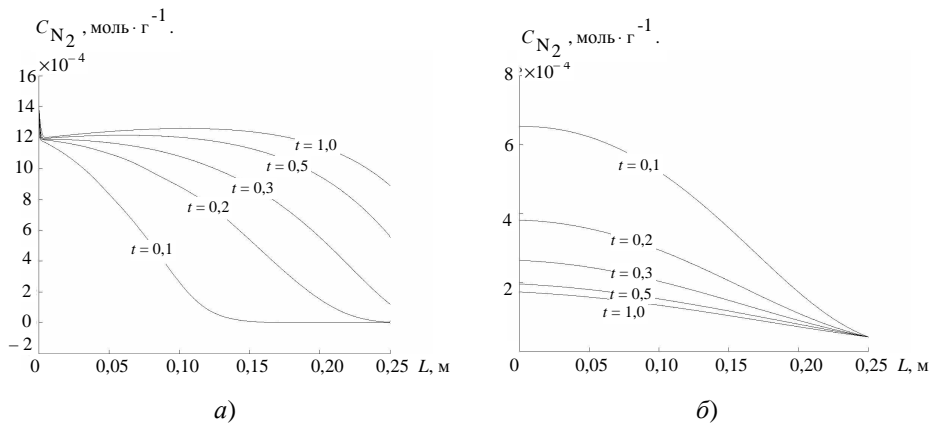 C N₂ , моль · г⁻¹.
×10⁻⁴
16
14
12
10
8
6
4
2
0
− 2
t = 1,0
t = 0,5
t = 0,3
t = 0,2
t = 0,1
0 0,05 0,10 0,15 0,20 0,25 L, м
а)
C N₂ , моль · г⁻¹.
8 ×10⁻⁴
6
4
2
t = 0,1
t = 0,2
t = 0,3
t = 0,5
t = 1,0
0 0,05 0,10 0,15 0,20 0,25 L, м
б)